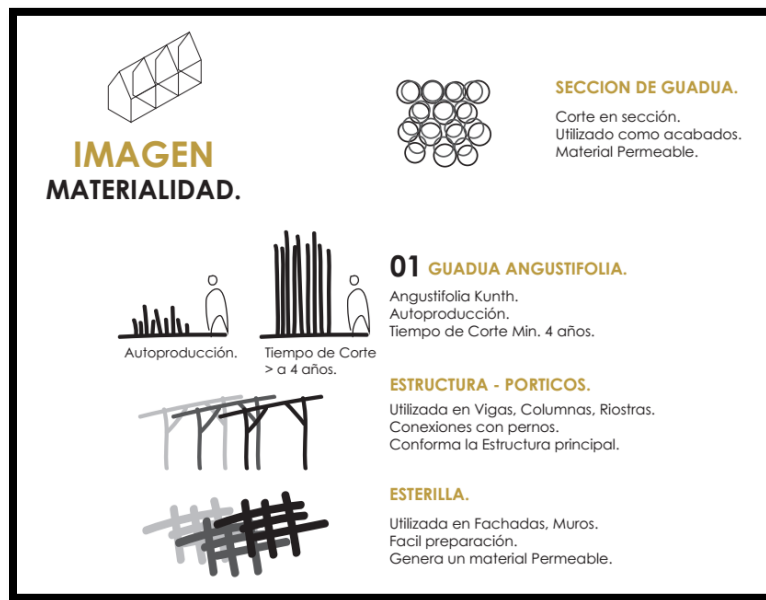 IMAGEN
MATERIALIDAD.
SECCION DE GUADUA.
Corte en sección.
Utilizado como acabados.
Material Permeable.
Autoproducción.
Tiempo de Corte
> a 4 años.
01 GUADUA ANGUSTIFOLIA.
Angustifolia Kunth.
Autoproducción.
Tiempo de Corte Min. 4 años.
ESTRUCTURA - PORTICOS.
Utilizada en Vigas, Columnas, Riostras.
Conexiones con pernos.
Conforma la Estructura principal.
ESTERILLA.
Utilizada en Fachadas, Muros.
Facil preparación.
Genera un material Permeable.